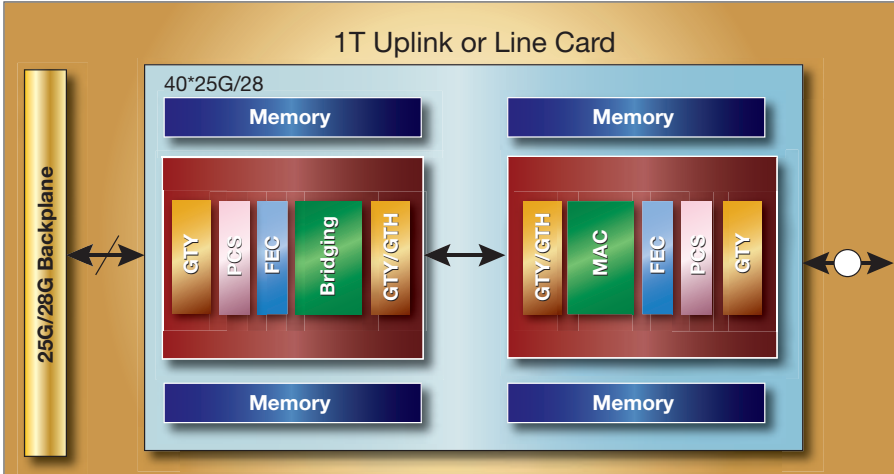 1T Uplink or Line Card
40*25G/28
25G/28G Backplane
Memory
Memory
GTY
PCS
FEC
Bridging
GTY/GTH
GTY/GTH
MAC
FEC
PCS
GTY
Memory
Memory